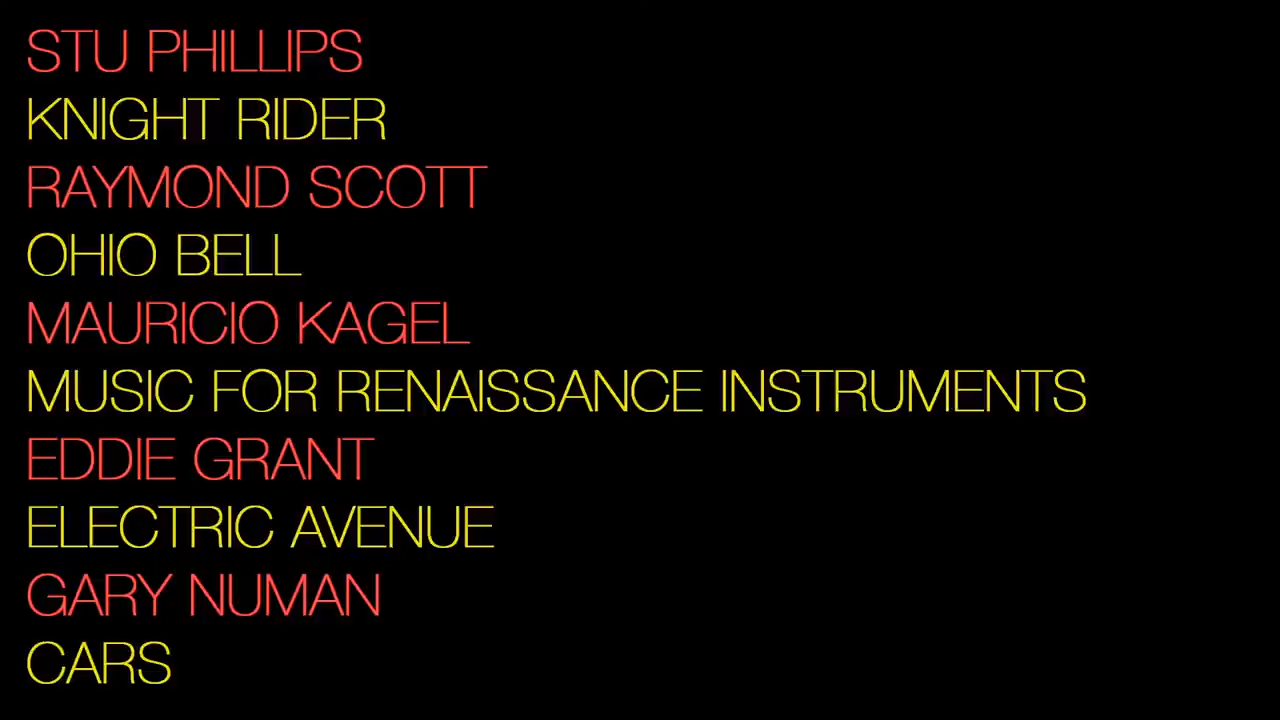 STU PHILLIPS
KNIGHT RIDER
RAYMOND SCOTT
OHIO BELL
MAURICIO KAGEL
MUSIC FOR RENAISSANCE INSTRUMENTS
EDDIE GRANT
ELECTRIC AVENUE
GARY NUMAN
CARS